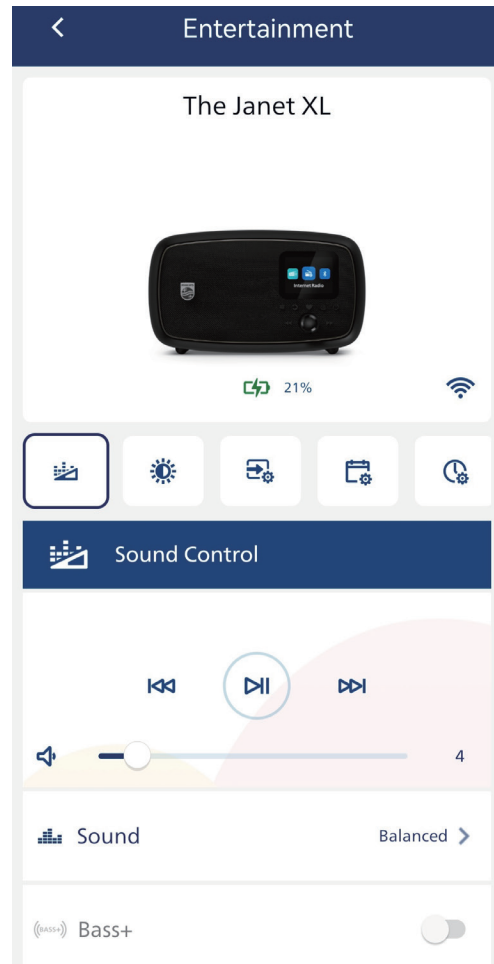 Entertainment
The Janet XL
Internet Radio
21%
Sound Control
4
Sound Balanced
(BASS+) Bass+